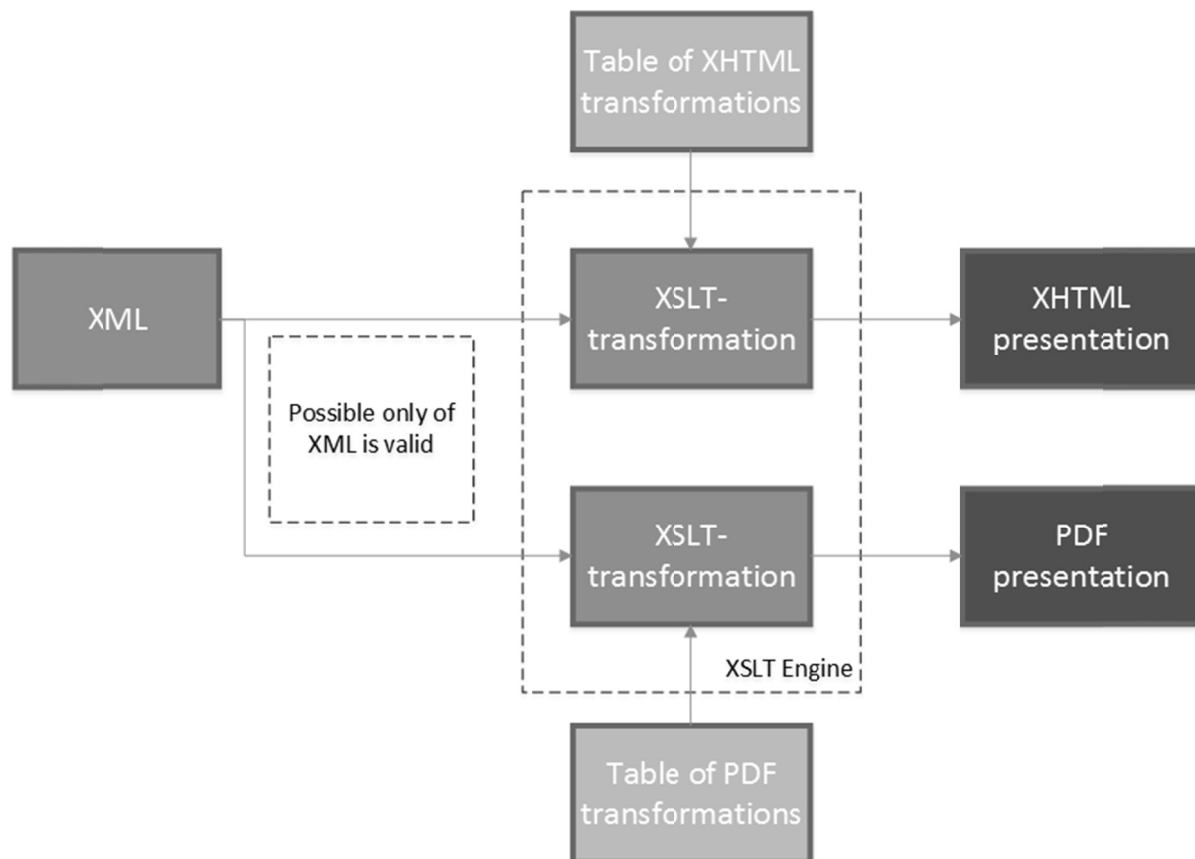 Table of XHTML
transformations
XML
XSLT-
transformation
XHTML
presentation
Possible only of
XML is valid
XSLT-
transformation
PDF
presentation
XSLT Engine
Table of PDF
transformations